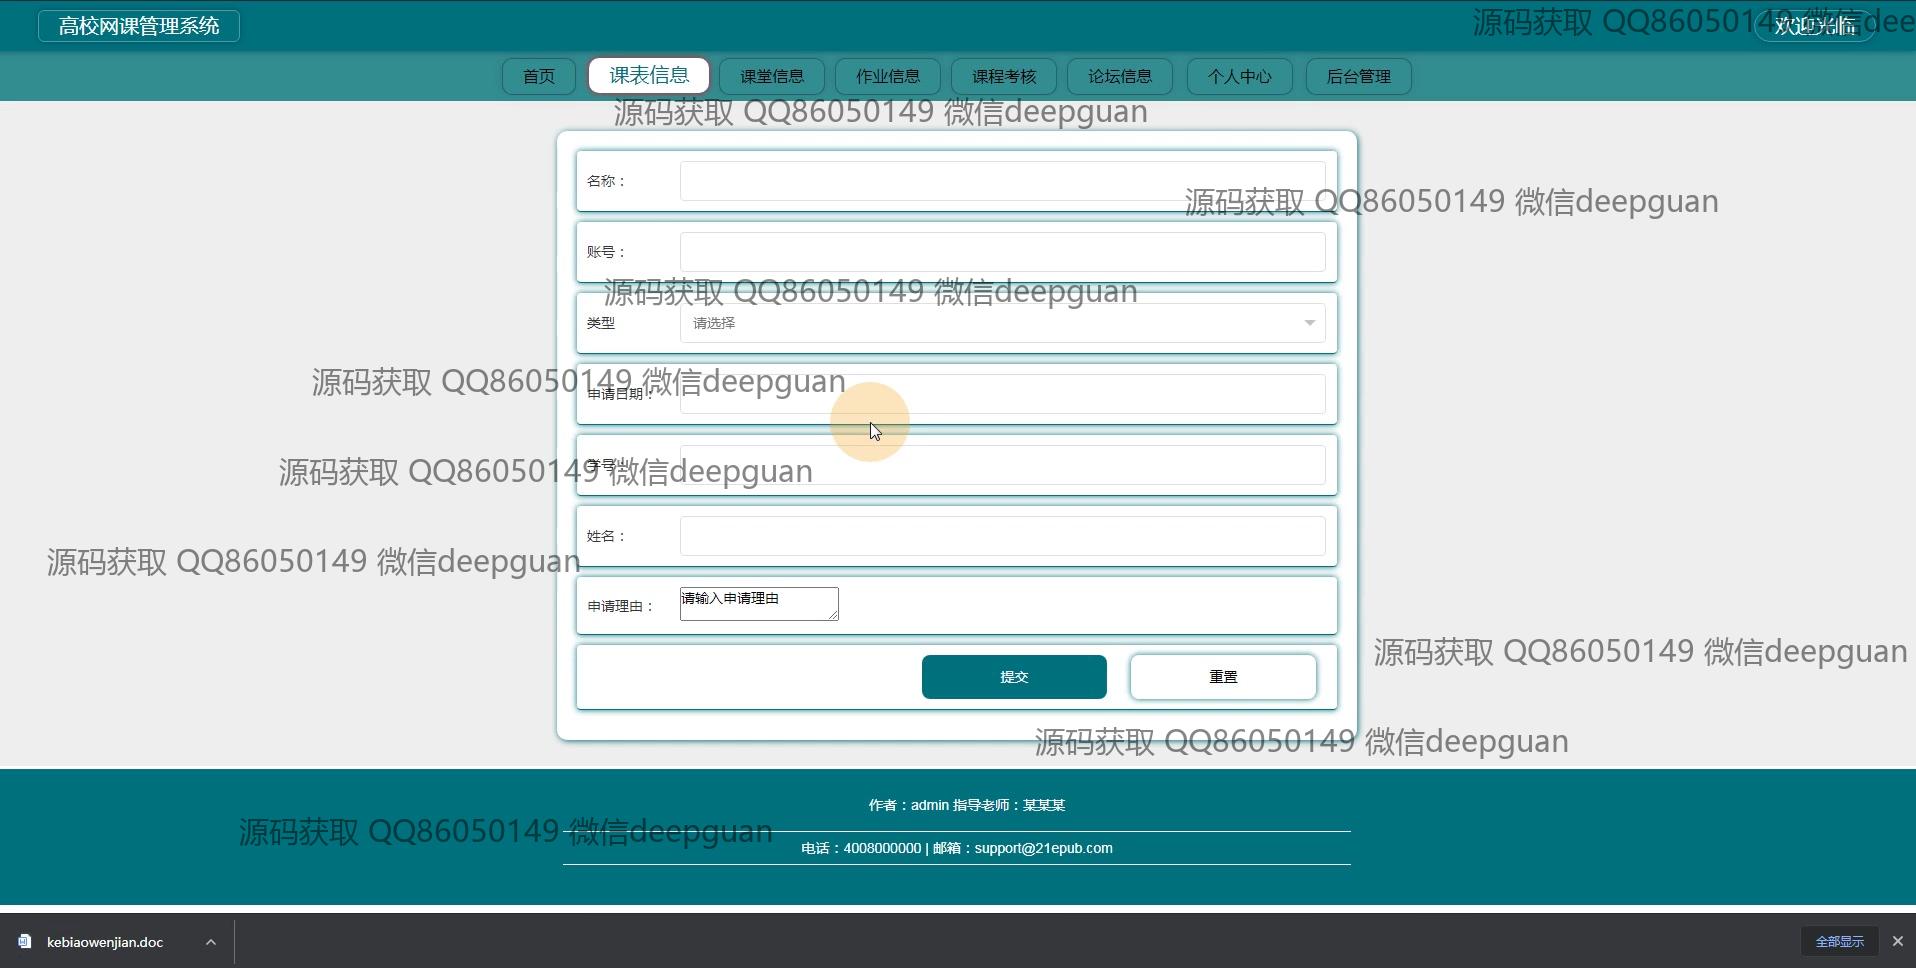 高校网课管理系统
源码获取 QQ86050149 微信dee
欢迎光临
首页 课表信息 课堂信息 作业信息 课程考核 论坛信息 个人中心 后台管理
源码获取 QQ86050149 微信deepguan
名称：
源码获取 QQ86050149 微信deepguan
账号：
源码获取 QQ86050149 微信deepguan
类型 请选择
源码获取 QQ86050149 微信deepguan
申请日期：
学号：
源码获取 QQ86050149 微信deepguan
姓名：
源码获取 QQ86050149 微信deepguan
申请理由： 请输入申请理由
源码获取 QQ86050149 微信deepguan
提交 重置
源码获取 QQ86050149 微信deepguan
作者：admin 指导老师：某某某
源码获取 QQ86050149 微信deepguan
电话：4008000000 | 邮箱：support@21epub.com
kebiaowenjian.doc 全部显示